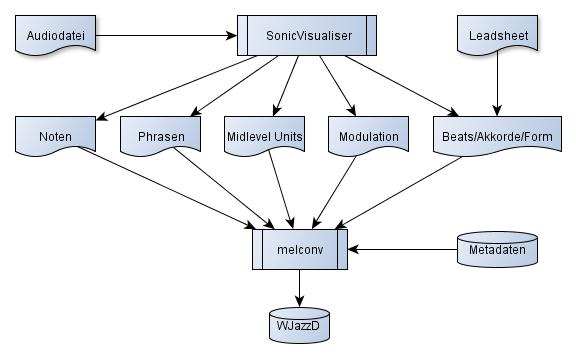 Audiodatei
SonicVisualiser
Leadsheet
Noten
Phrasen
Midlevel Units
Modulation
Beats/Akkorde/Form
melconv
Metadaten
WJazzD